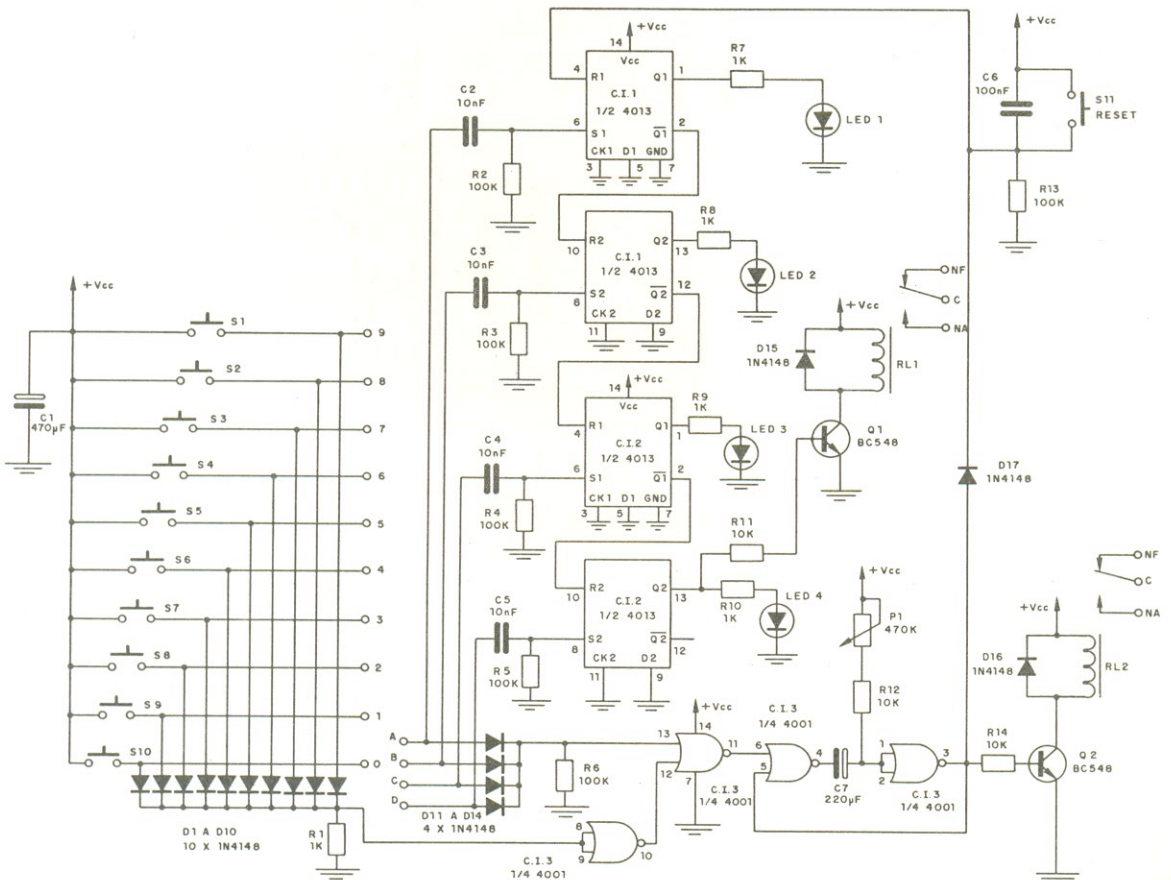 +Vcc
14
Vcc
4
R1
Q1
1
C.I.1
1/2 4013
6
S1
Q1
2
CK1
D1
GND
3
5
7
C2
10nF
R2
100K
R7
1K
LED 1
+Vcc
C6
100nF
S11
RESET
R13
100K
10
R2
Q2
13
C.I.1
1/2 4013
8
S2
Q2
12
CK2
D2
11
9
C3
10nF
R3
100K
R8
1K
LED 2
NF
C
NA
+Vcc
D15
1N4148
RL1
Q1
BC548
+Vcc
14
Vcc
4
R1
Q1
1
C.I.2
1/2 4013
6
S1
Q1
2
CK1
D1
GND
3
5
7
C4
10nF
R4
100K
R9
1K
LED 3
D17
1N4148
10
R2
Q2
13
C.I.2
1/2 4013
8
S2
Q2
12
CK2
D2
11
9
C5
10nF
R5
100K
R11
10K
R10
1K
LED 4
+Vcc
P1
470K
R12
10K
NF
C
NA
+Vcc
D16
1N4148
RL2
R14
10K
Q2
BC548
+Vcc
C1
470µF
S1
9
S2
8
S3
7
S4
6
S5
5
S6
4
S7
3
S8
2
S9
1
S10
0
D1 A D10
10 X 1N4148
R1
1K
A
B
C
D
D11 A D14
4 X 1N4148
R6
100K
+Vcc
14
13
12
11
7
C.I.3
1/4 4001
8
9
10
C.I.3
1/4 4001
C.I.3
1/4 4001
6
5
4
C7
220µF
1
2
3
C.I.3
1/4 4001